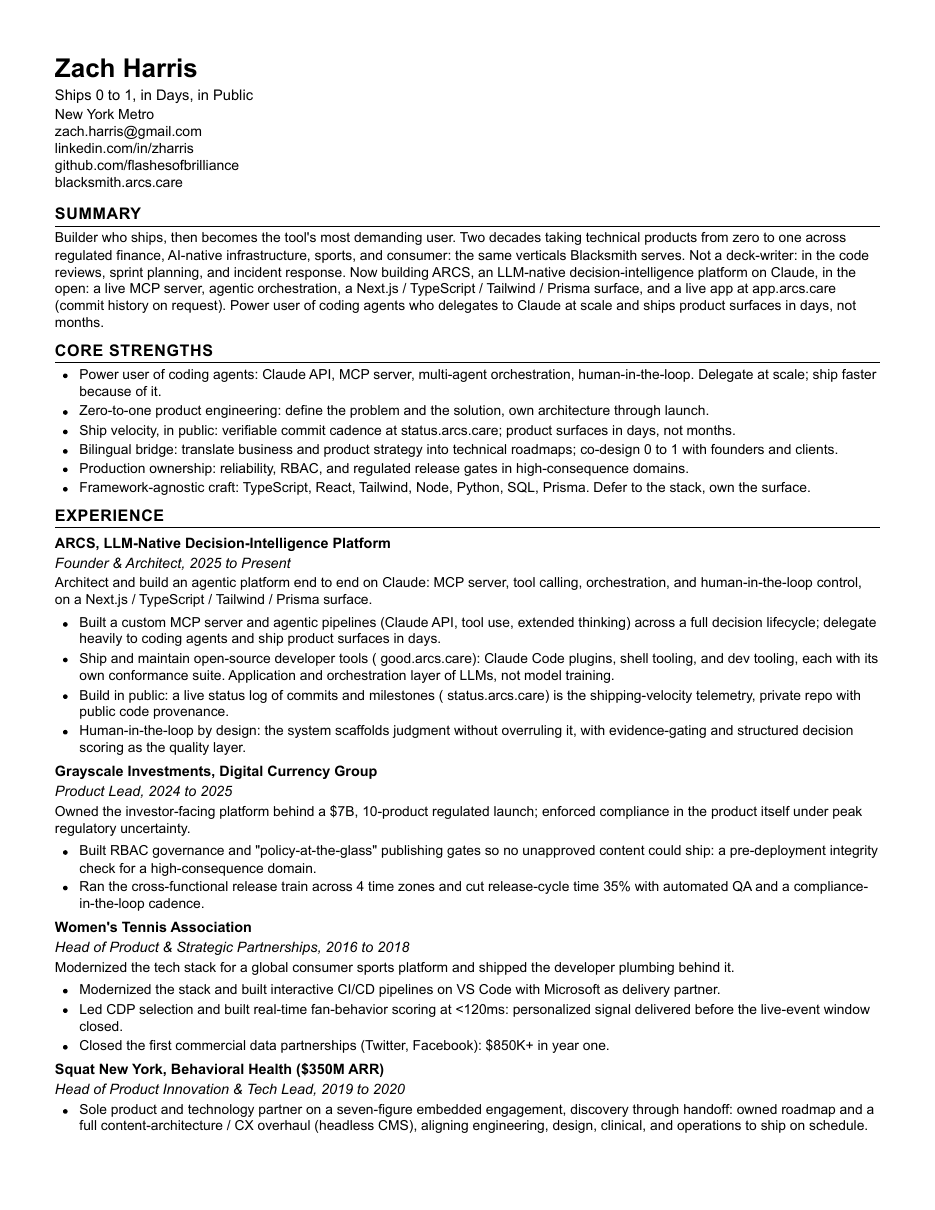 Zach Harris
Ships 0 to 1, in Days, in Public
New York Metro
zach.harris@gmail.com
linkedin.com/in/zharris
github.com/flashesofbrilliance
blacksmith.arcs.care
SUMMARY
Builder who ships, then becomes the tool's most demanding user. Two decades taking technical products from zero to one across
regulated finance, AI-native infrastructure, sports, and consumer: the same verticals Blacksmith serves. Not a deck-writer: in the code
reviews, sprint planning, and incident response. Now building ARCS, an LLM-native decision-intelligence platform on Claude, in the
open: a live MCP server, agentic orchestration, a Next.js / TypeScript / Tailwind / Prisma surface, and a live app at app.arcs.care
(commit history on request). Power user of coding agents who delegates to Claude at scale and ships product surfaces in days, not
months.
CORE STRENGTHS
• Power user of coding agents: Claude API, MCP server, multi-agent orchestration, human-in-the-loop. Delegate at scale; ship faster
because of it.
• Zero-to-one product engineering: define the problem and the solution, own architecture through launch.
• Ship velocity, in public: verifiable commit cadence at status.arcs.care; product surfaces in days, not months.
• Bilingual bridge: translate business and product strategy into technical roadmaps; co-design 0 to 1 with founders and clients.
• Production ownership: reliability, RBAC, and regulated release gates in high-consequence domains.
• Framework-agnostic craft: TypeScript, React, Tailwind, Node, Python, SQL, Prisma. Defer to the stack, own the surface.
EXPERIENCE
ARCS, LLM-Native Decision-Intelligence Platform
Founder & Architect, 2025 to Present
Architect and build an agentic platform end to end on Claude: MCP server, tool calling, orchestration, and human-in-the-loop control,
on a Next.js / TypeScript / Tailwind / Prisma surface.
• Built a custom MCP server and agentic pipelines (Claude API, tool use, extended thinking) across a full decision lifecycle; delegate
heavily to coding agents and ship product surfaces in days.
• Ship and maintain open-source developer tools ( good.arcs.care): Claude Code plugins, shell tooling, and dev tooling, each with its
own conformance suite. Application and orchestration layer of LLMs, not model training.
• Build in public: a live status log of commits and milestones ( status.arcs.care) is the shipping-velocity telemetry, private repo with
public code provenance.
• Human-in-the-loop by design: the system scaffolds judgment without overruling it, with evidence-gating and structured decision
scoring as the quality layer.
Grayscale Investments, Digital Currency Group
Product Lead, 2024 to 2025
Owned the investor-facing platform behind a $7B, 10-product regulated launch; enforced compliance in the product itself under peak
regulatory uncertainty.
• Built RBAC governance and "policy-at-the-glass" publishing gates so no unapproved content could ship: a pre-deployment integrity
check for a high-consequence domain.
• Ran the cross-functional release train across 4 time zones and cut release-cycle time 35% with automated QA and a compliance-
in-the-loop cadence.
Women's Tennis Association
Head of Product & Strategic Partnerships, 2016 to 2018
Modernized the tech stack for a global consumer sports platform and shipped the developer plumbing behind it.
• Modernized the stack and built interactive CI/CD pipelines on VS Code with Microsoft as delivery partner.
• Led CDP selection and built real-time fan-behavior scoring at <120ms: personalized signal delivered before the live-event window
closed.
• Closed the first commercial data partnerships (Twitter, Facebook): $850K+ in year one.
Squat New York, Behavioral Health ($350M ARR)
Head of Product Innovation & Tech Lead, 2019 to 2020
• Sole product and technology partner on a seven-figure embedded engagement, discovery through handoff: owned roadmap and a
full content-architecture / CX overhaul (headless CMS), aligning engineering, design, clinical, and operations to ship on schedule.